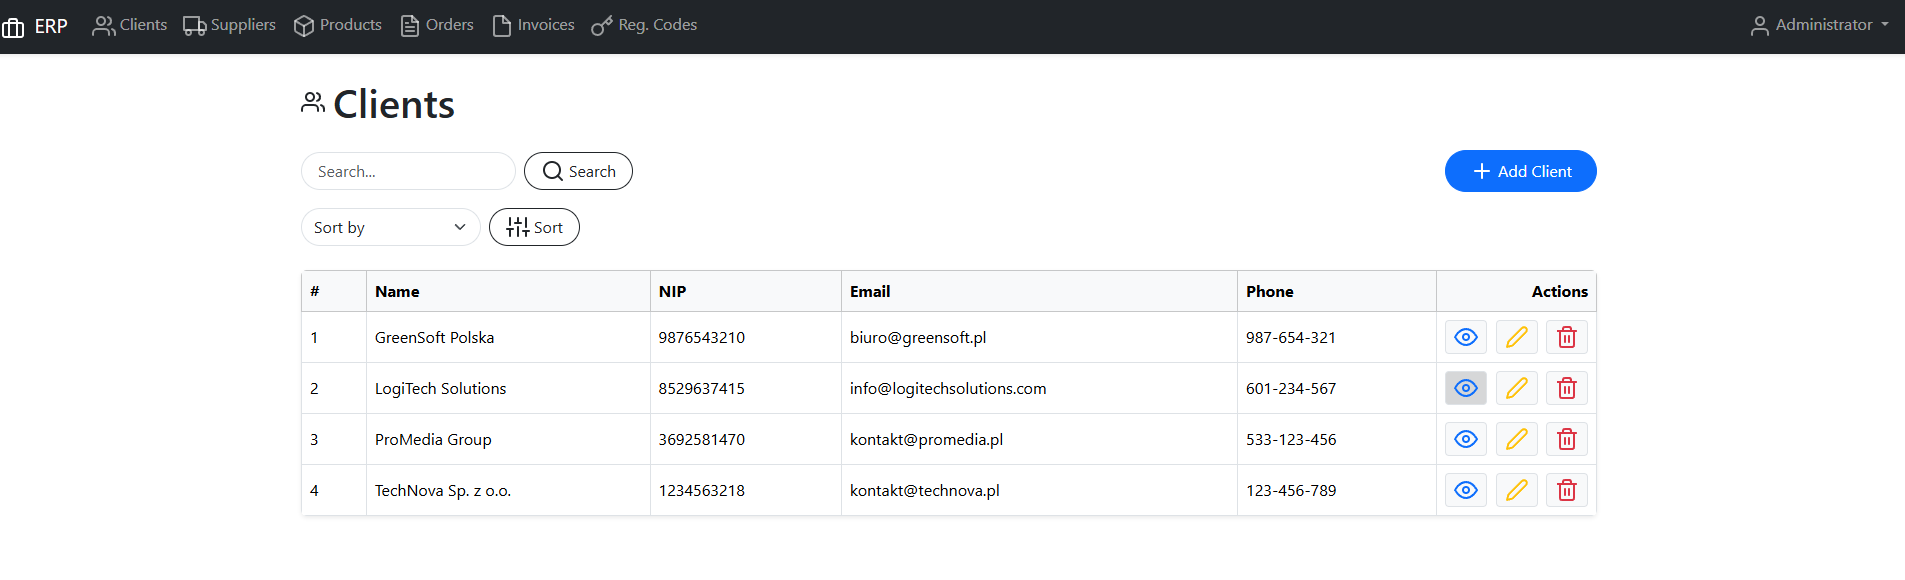 ERP Clients Suppliers Products Orders Invoices Reg. Codes Administrator
Clients
Search... Search Add Client
Sort by Sort
# Name NIP Email Phone Actions
1 GreenSoft Polska 9876543210 biuro@greensoft.pl 987-654-321
2 LogiTech Solutions 8529637415 info@logitechsolutions.com 601-234-567
3 ProMedia Group 3692581470 kontakt@promedia.pl 533-123-456
4 TechNova Sp. z o.o. 1234563218 kontakt@technova.pl 123-456-789